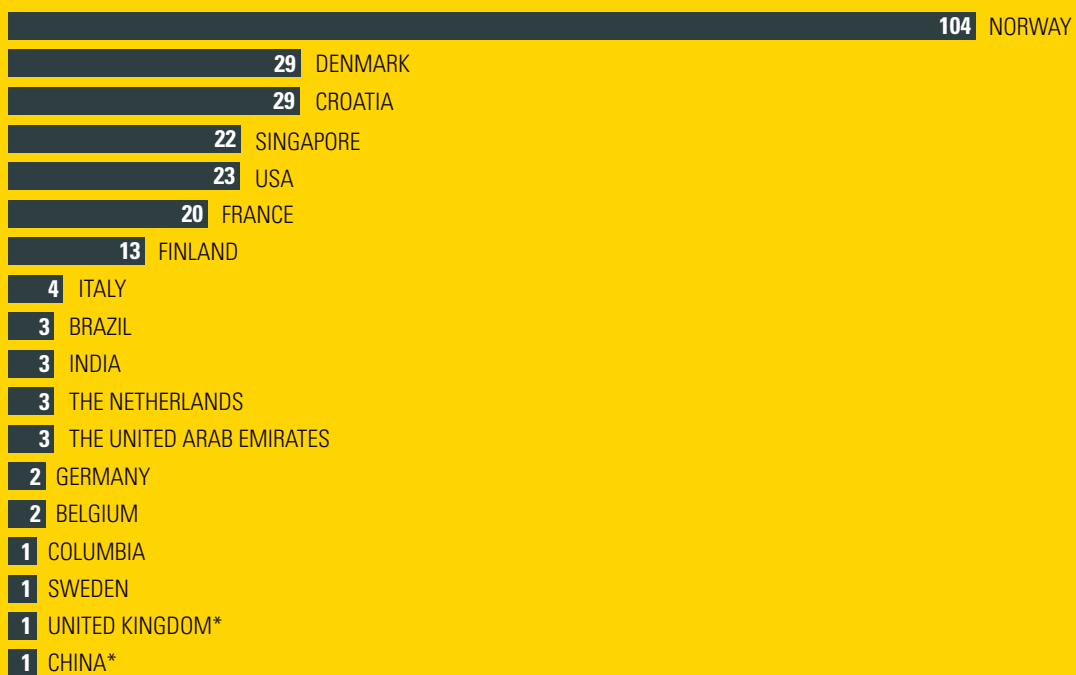 104 NORWAY
29 DENMARK
29 CROATIA
22 SINGAPORE
23 USA
20 FRANCE
13 FINLAND
4 ITALY
3 BRAZIL
3 INDIA
3 THE NETHERLANDS
3 THE UNITED ARAB EMIRATES
2 GERMANY
2 BELGIUM
1 COLUMBIA
1 SWEDEN
1 UNITED KINGDOM*
1 CHINA*